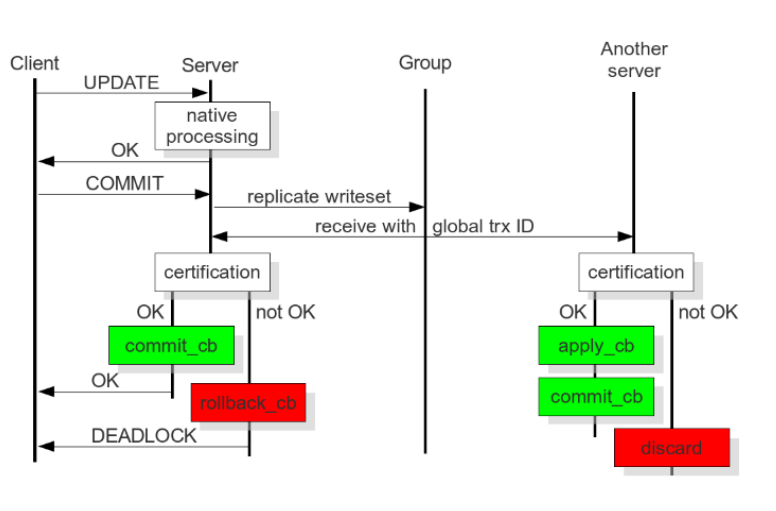 Client
Server
Group
Another
server
UPDATE
native
processing
OK
COMMIT
replicate writeset
receive with global trx ID
certification
certification
OK
not OK
OK
not OK
commit_cb
apply_cb
OK
rollback_cb
commit_cb
DEADLOCK
discard